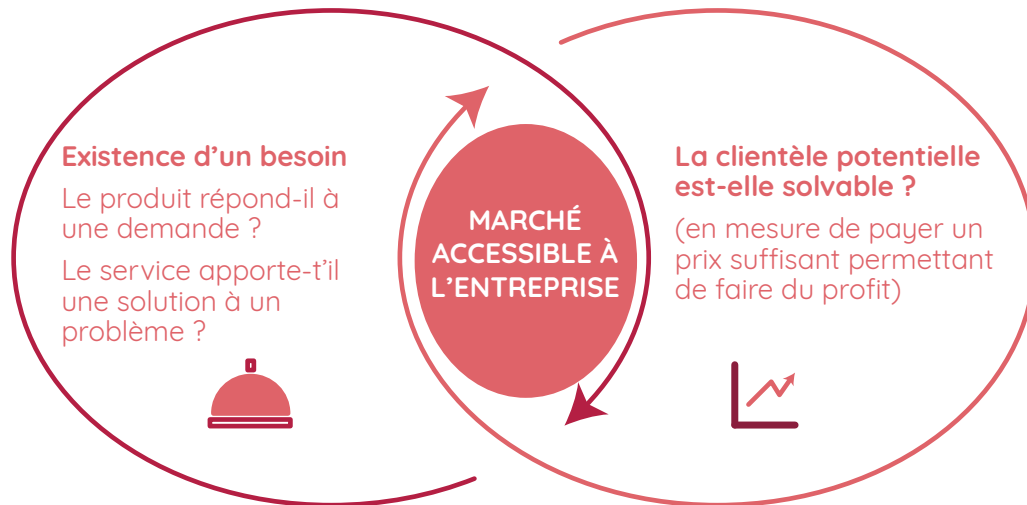 Existence d’un besoin
Le produit répond-il à
une demande ?
Le service apporte-t’il
une solution à un
problème ?
MARCHÉ
ACCESSIBLE À
L’ENTREPRISE
La clientèle potentielle
est-elle solvable ?
(en mesure de payer un
prix suffisant permettant
de faire du profit)